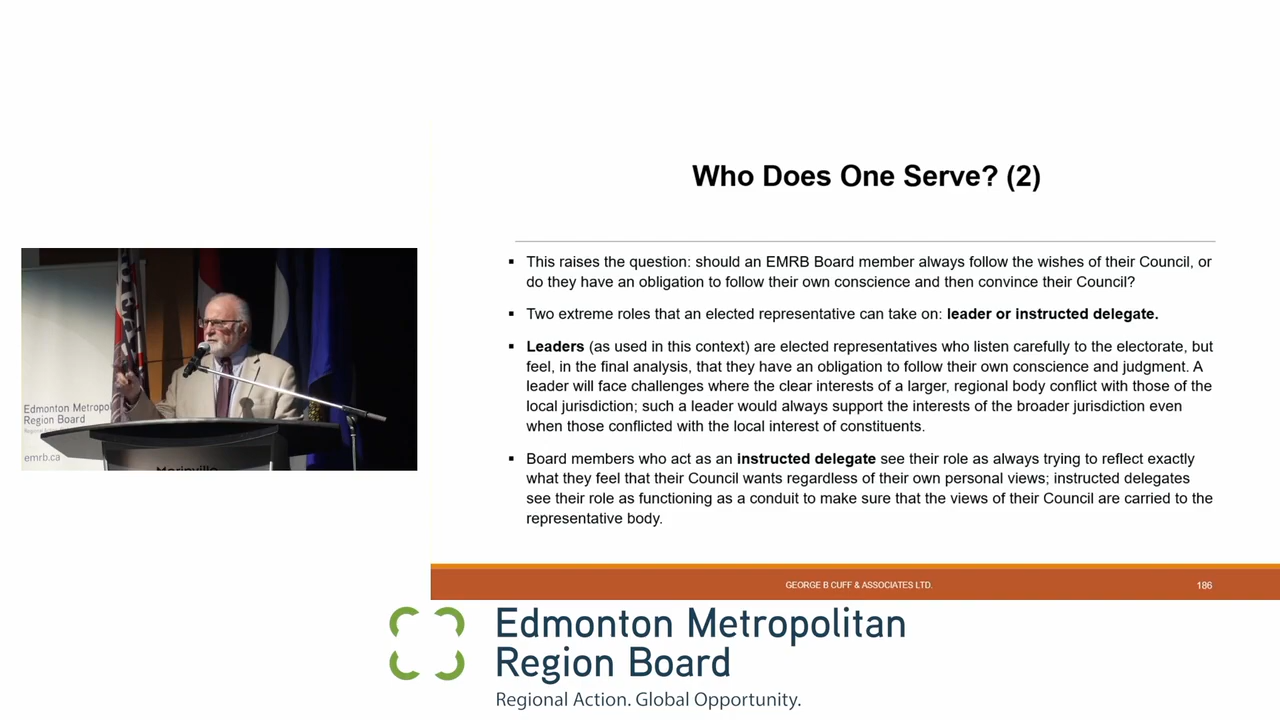 Who Does One Serve? (2)
▪ This raises the question: should an EMRB Board member always follow the wishes of their Council, or
do they have an obligation to follow their own conscience and then convince their Council?
▪ Two extreme roles that an elected representative can take on: leader or instructed delegate.
▪ Leaders (as used in this context) are elected representatives who listen carefully to the electorate, but
feel, in the final analysis, that they have an obligation to follow their own conscience and judgment. A
leader will face challenges where the clear interests of a larger, regional body conflict with those of the
local jurisdiction; such a leader would always support the interests of the broader jurisdiction even
when those conflicted with the local interest of constituents.
▪ Board members who act as an instructed delegate see their role as always trying to reflect exactly
what they feel that their Council wants regardless of their own personal views; instructed delegates
see their role as functioning as a conduit to make sure that the views of their Council are carried to the
representative body.
GEORGE B CUFF & ASSOCIATES LTD.
186
Edmonton Metropol
Region Board
emrb.ca
Edmonton Metropolitan
Region Board
Regional Action. Global Opportunity.